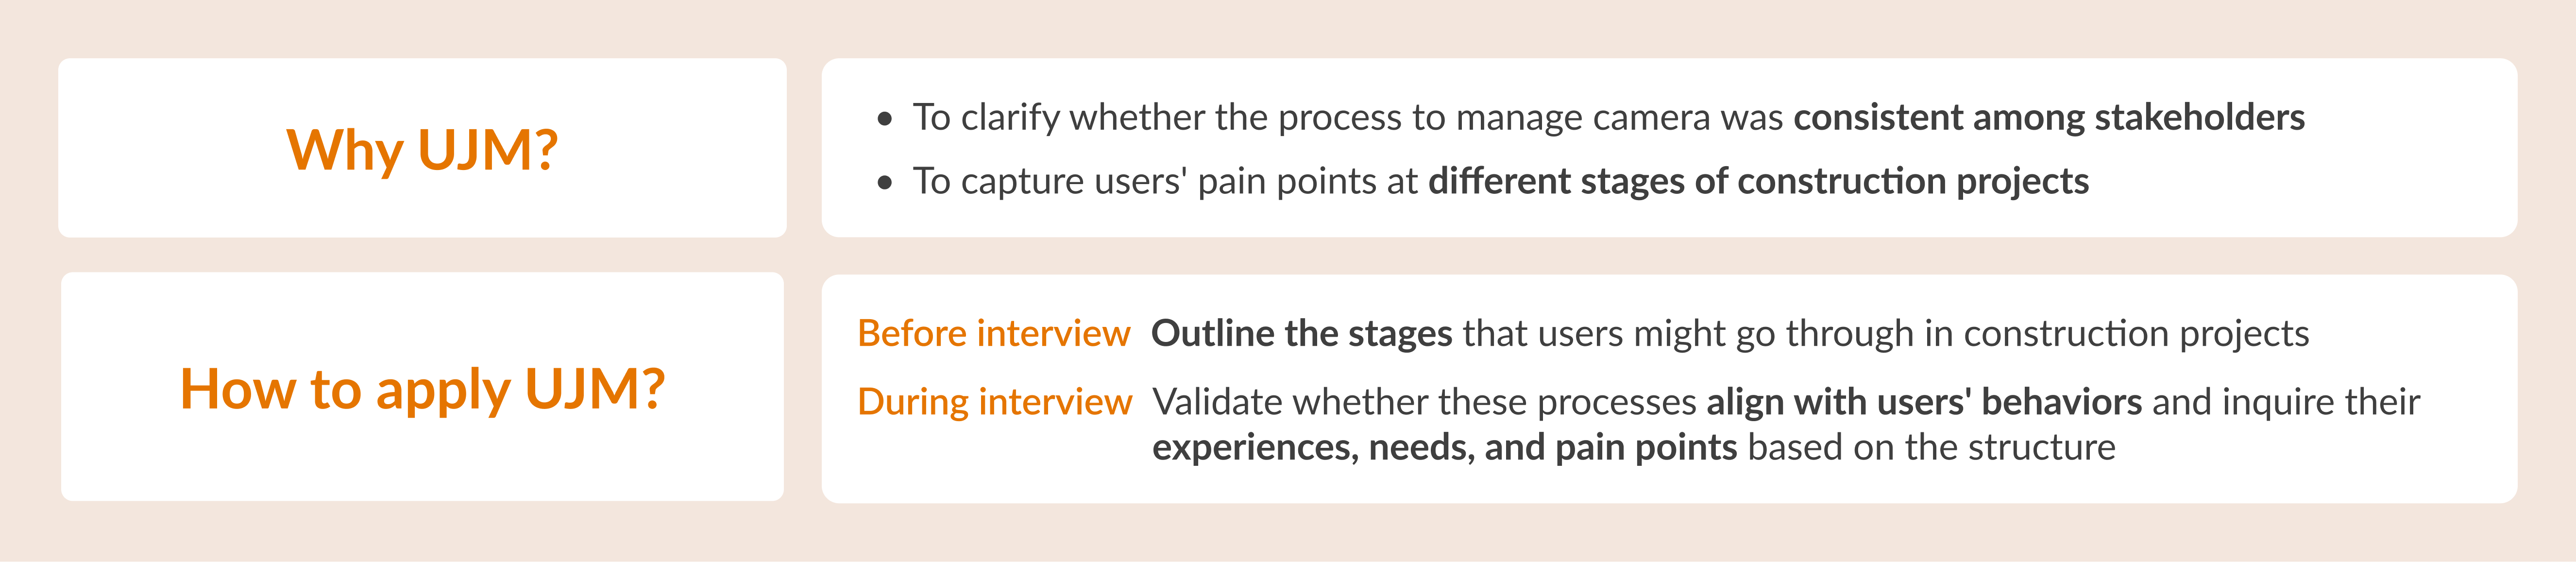 Why UJM?
• To clarify whether the process to manage camera was consistent among stakeholders
• To capture users' pain points at different stages of construction projects
How to apply UJM?
Before interview Outline the stages that users might go through in construction projects
During interview Validate whether these processes align with users' behaviors and inquire their
experiences, needs, and pain points based on the structure